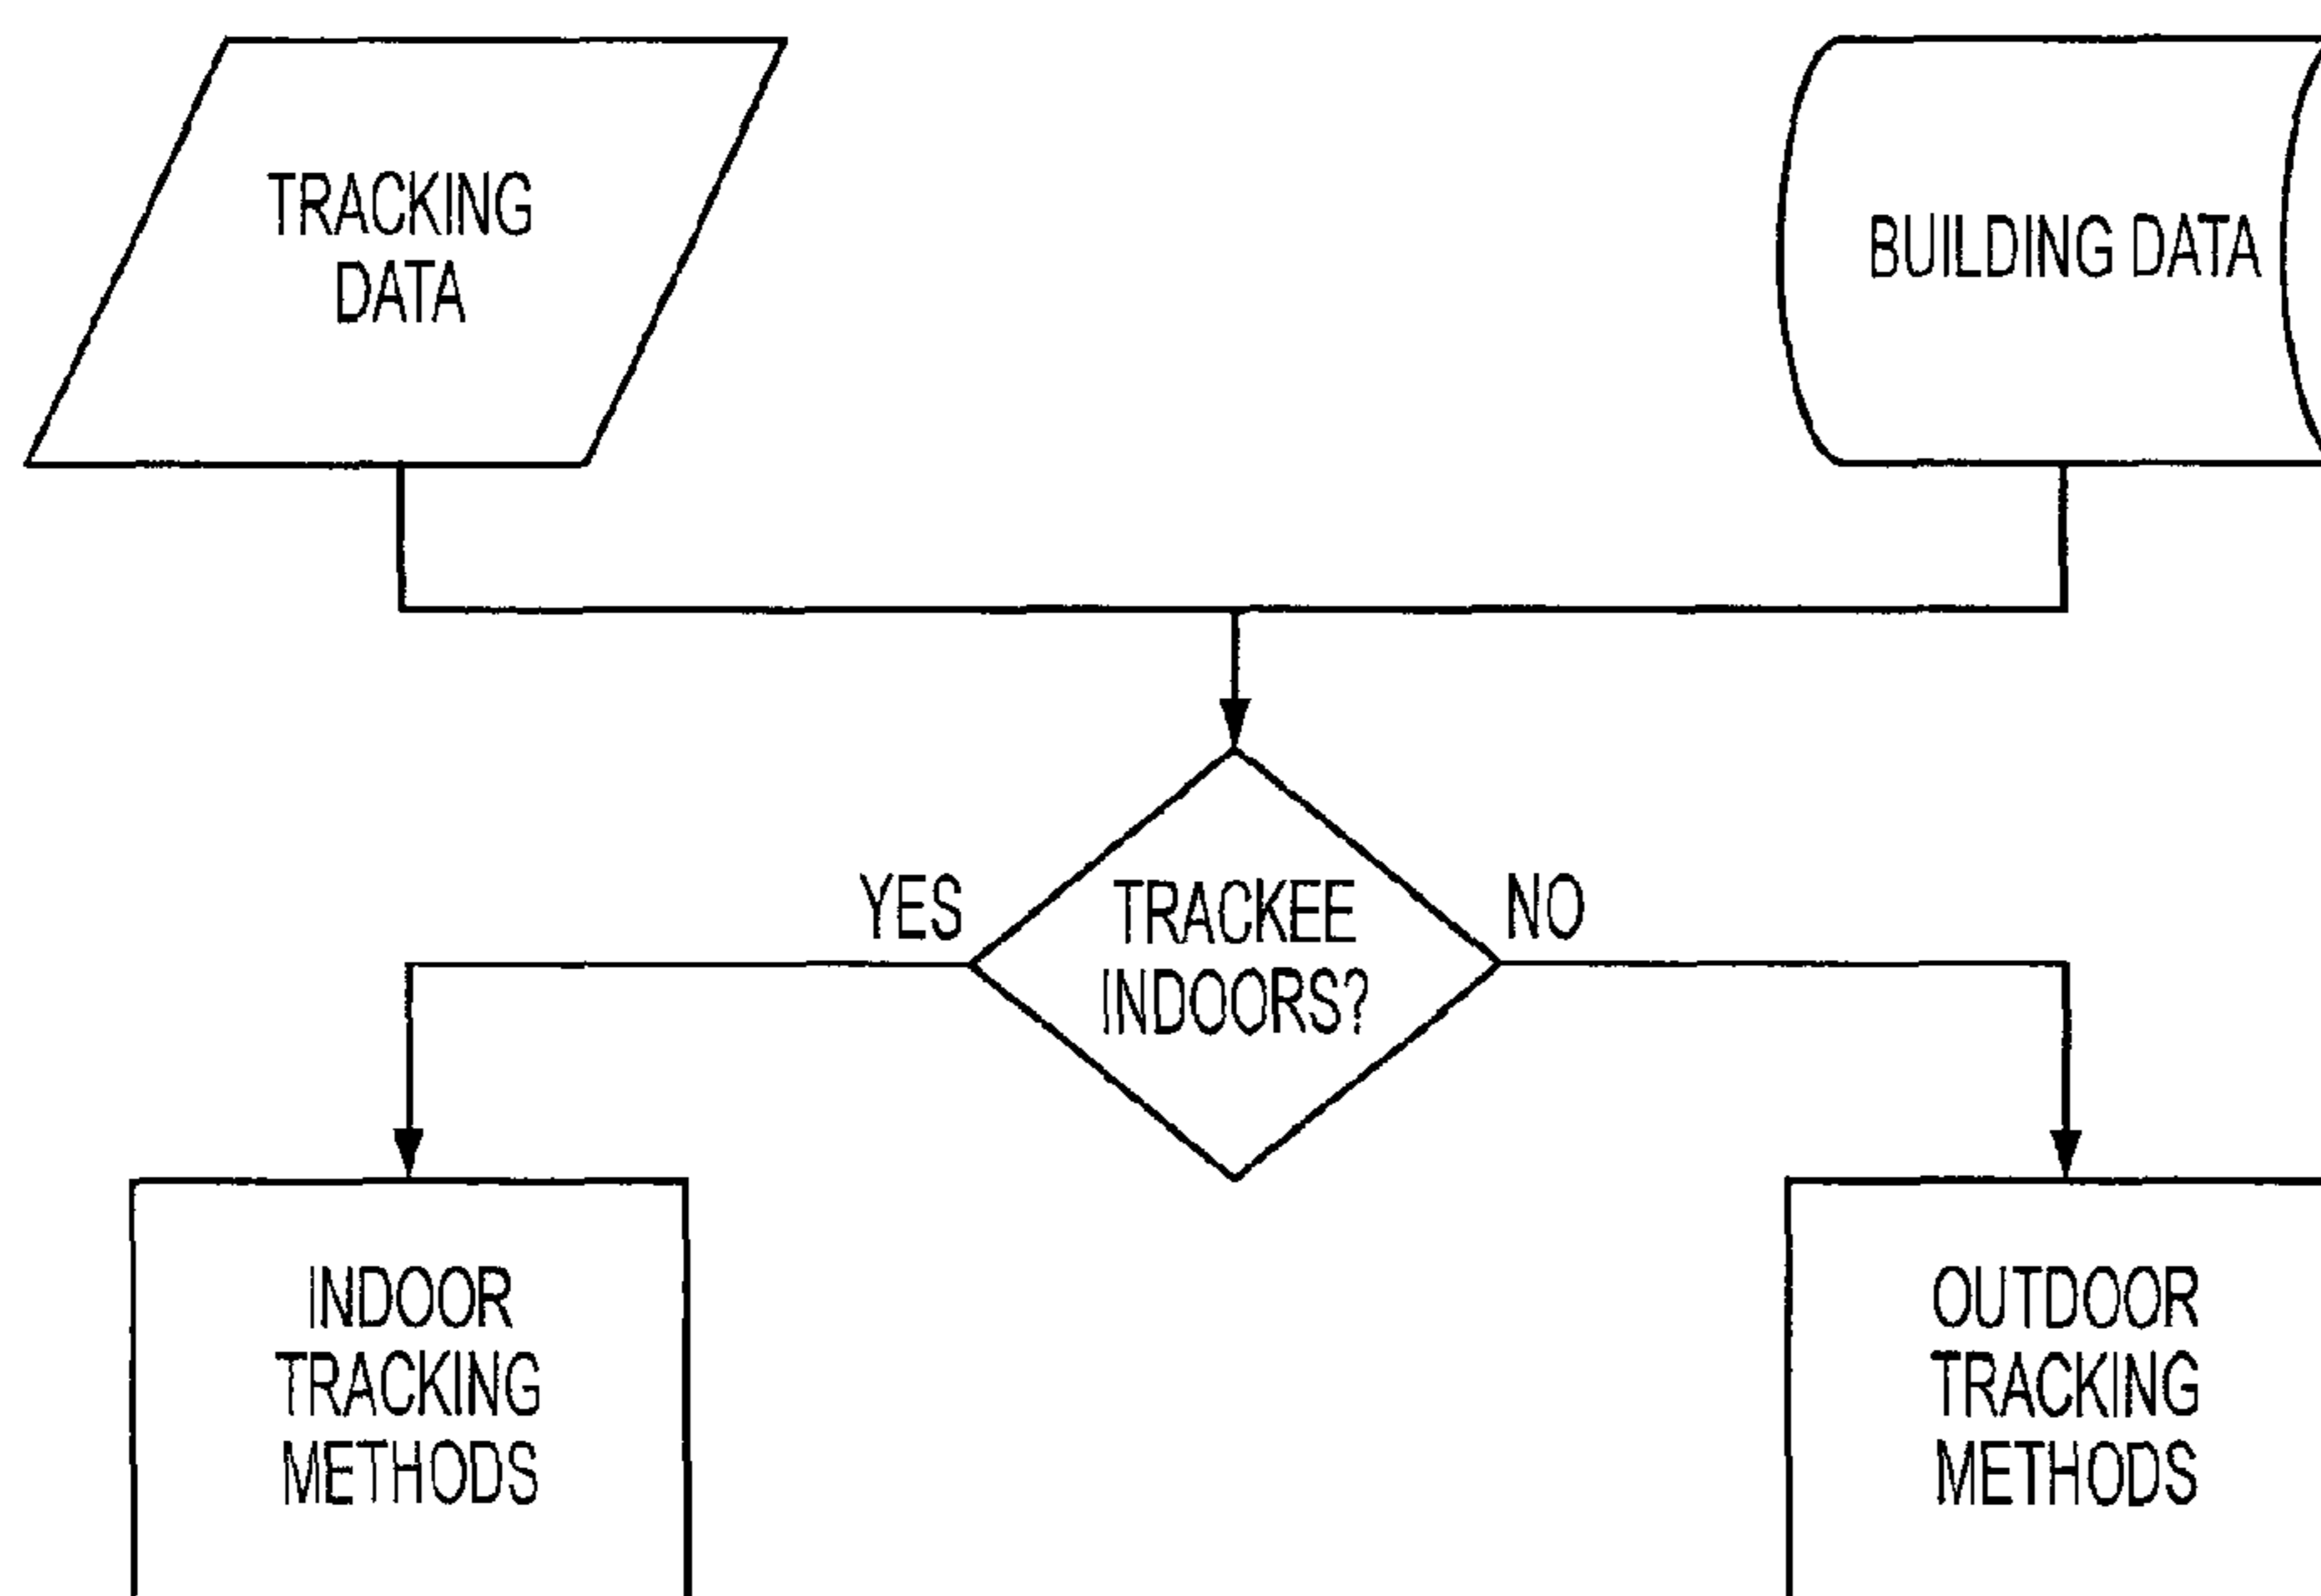 TRACKING
DATA
BUILDING DATA
YES
TRACKEE
INDOORS?
NO
INDOOR
TRACKING
METHODS
OUTDOOR
TRACKING
METHODS